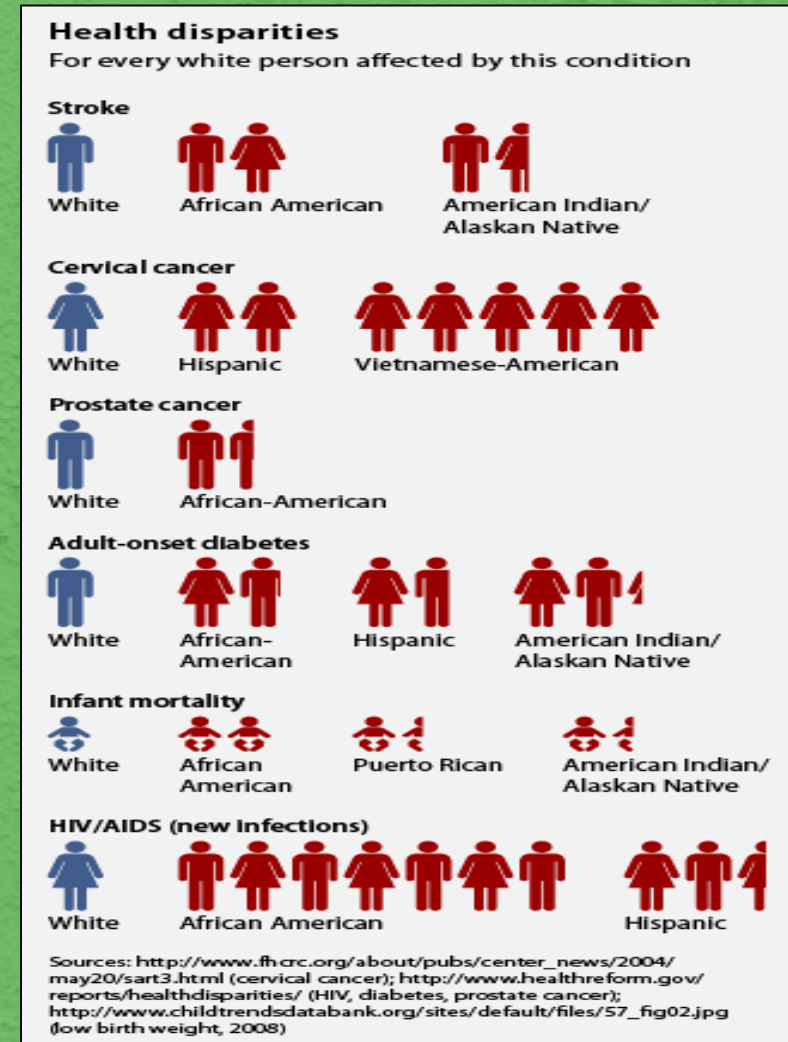 Health disparities
For every white person affected by this condition
Stroke
White African American American Indian/
Alaskan Native
Cervical cancer
White Hispanic Vietnamese-American
Prostate cancer
White African-American
Adult-onset diabetes
White African- Hispanic American Indian/
American Alaskan Native
Infant mortality
White African Puerto Rican American Indian/
American Alaskan Native
HIV/AIDS (new infections)
White African American Hispanic
Sources: http://www.fhcrc.org/about/pubs/center_news/2004/
may20/sart3.html (cervical cancer); http://www.healthreform.gov/
reports/healthdisparities/ (HIV, diabetes, prostate cancer);
http://www.childtrendsdatabank.org/sites/default/files/57_fig02.jpg
(low birth weight, 2008)